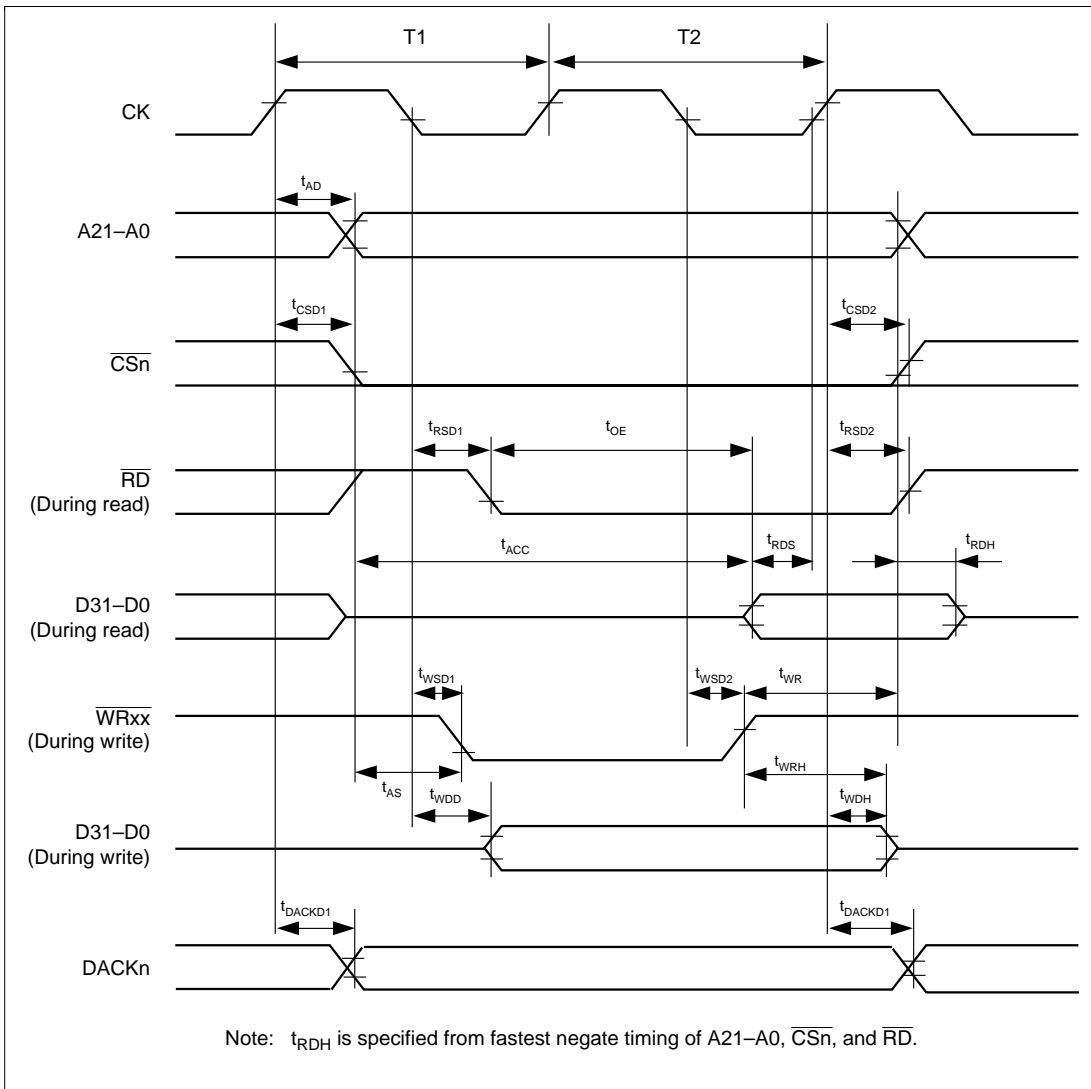 T1 T2
CK
tAD
A21–A0
tCSD1 tCSD2
CSn
tRSD1 tOE tRSD2
RD
(During read)
tACC tRDS tRDH
D31–D0
(During read)
tWSD1 tWSD2 tWR
WRxx
(During write)
tAS tWDD tWRH tWDH
D31–D0
(During write)
tDACKD1 tDACKD1
DACKn
Note: tRDH is specified from fastest negate timing of A21–A0, CSn, and RD.